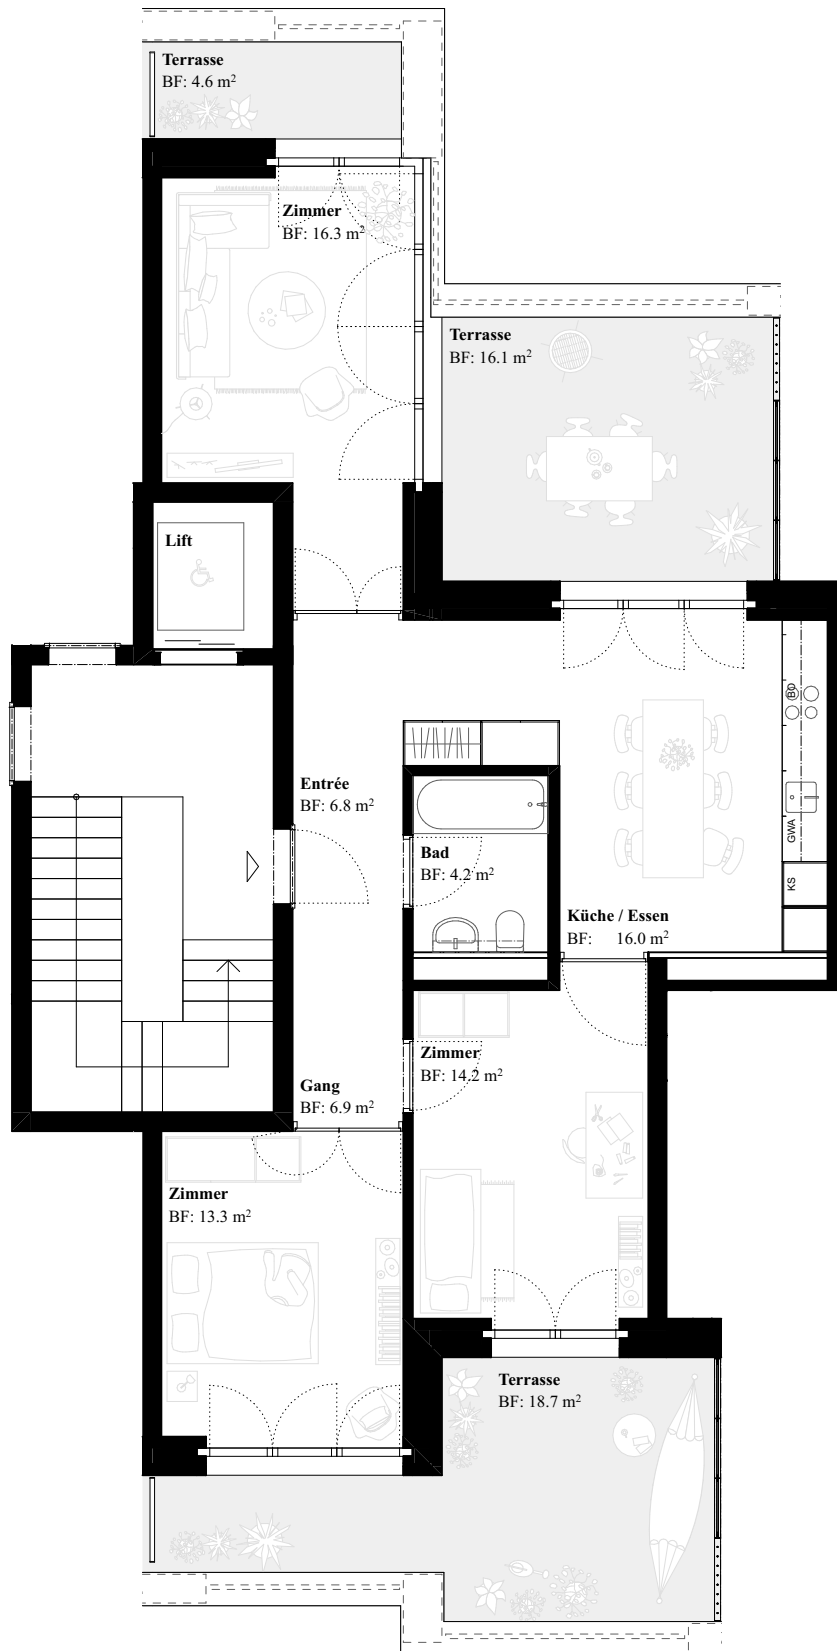 Terrasse
BF: 4.6 m²
Zimmer
BF: 16.3 m²
Terrasse
BF: 16.1 m²
Lift
BO
Entrée
BF: 6.8 m²
GWA
Bad
BF: 4.2 m²
KS
Küche / Essen
BF: 16.0 m²
Zimmer
BF: 14.2 m²
Gang
BF: 6.9 m²
Zimmer
BF: 13.3 m²
Terrasse
BF: 18.7 m²